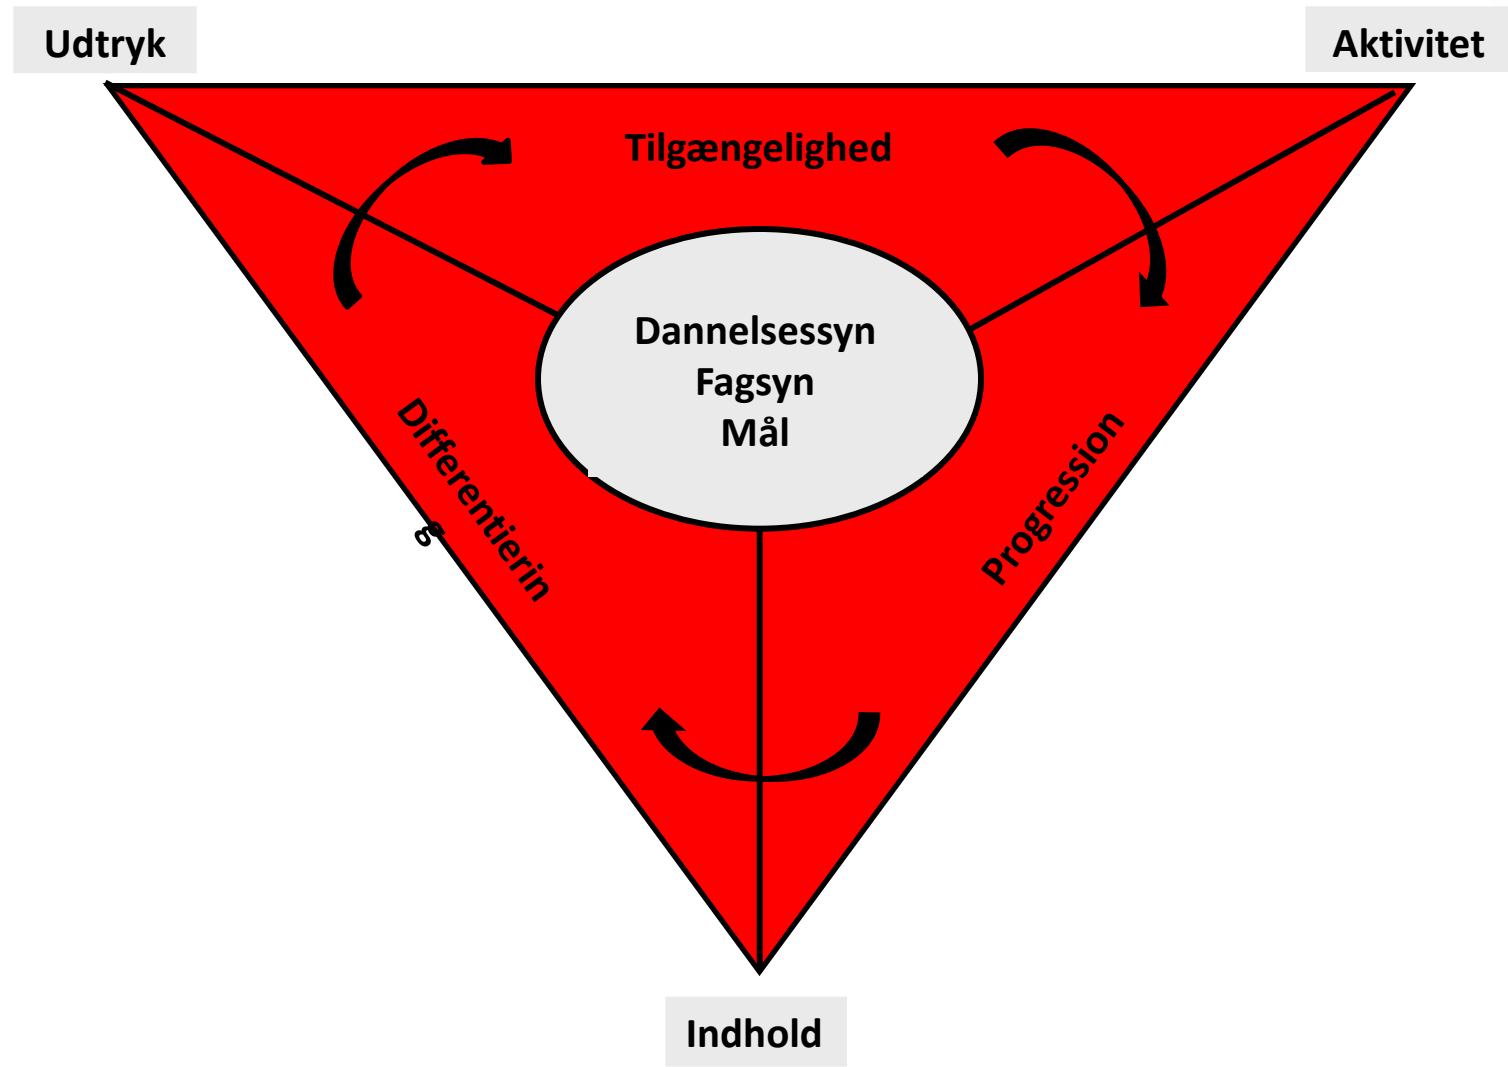 Udtryk
Aktivitet
Tilgængelighed
Dannelsessyn
Fagsyn
Mål
Differentierin
g
Progression
Indhold